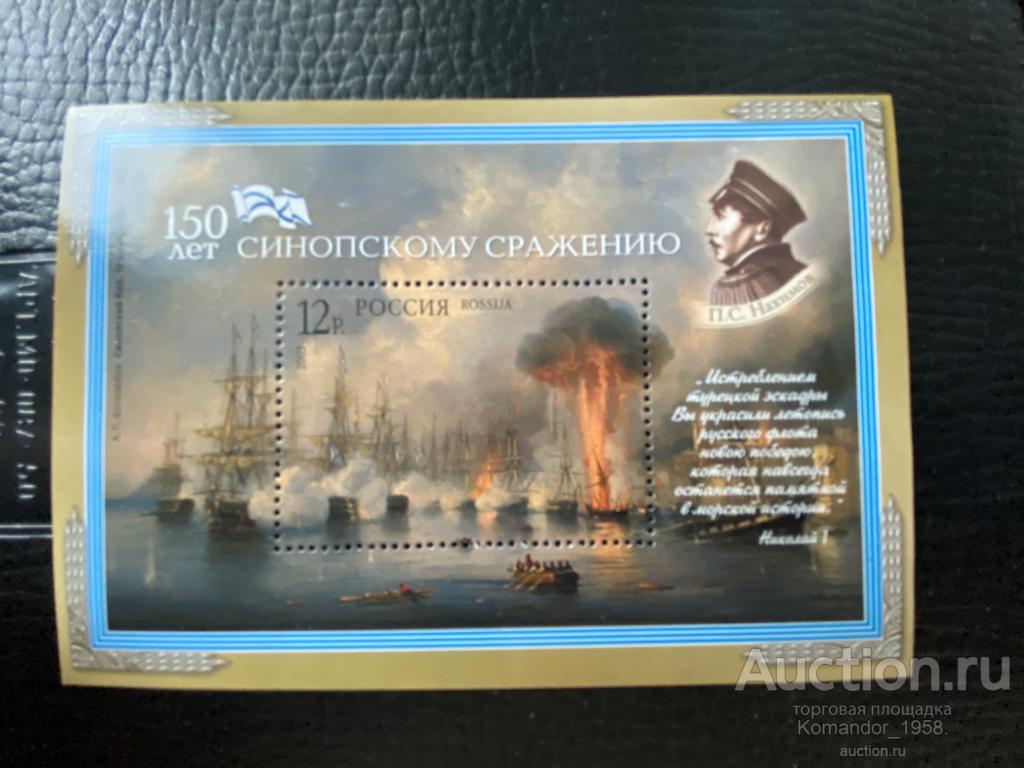 150
лет
СИНОПСКОМУ СРАЖЕНИЮ
12 Р.
РОССИЯ ROSSIJA
П.С. Нахимов
„Истреблением
турецкой эскадры
Вы украсили летопись
русского флота
новою победою,
которая навсегда
останется памятной
в морской истории."
Николай I
Auction.ru
торговая площадка
Komandor_1958.
auction.ru